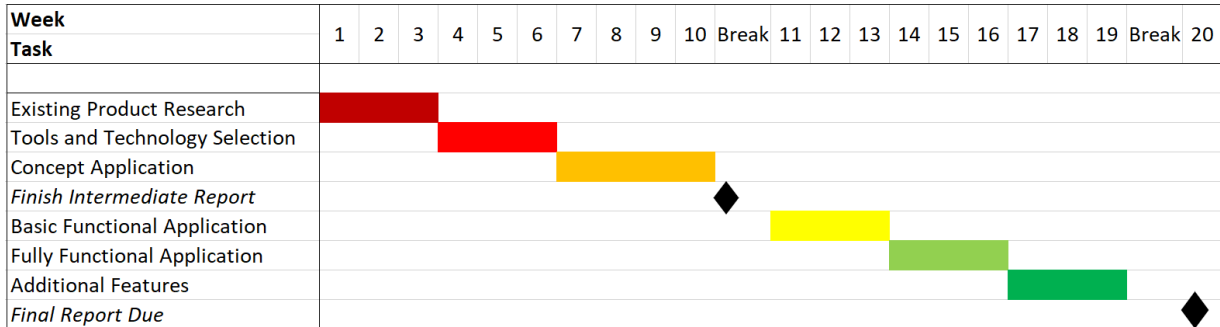 Week
Task
1 2 3 4 5 6 7 8 9 10 Break 11 12 13 14 15 16 17 18 19 Break 20
Existing Product Research
Tools and Technology Selection
Concept Application
Finish Intermediate Report
Basic Functional Application
Fully Functional Application
Additional Features
Final Report Due